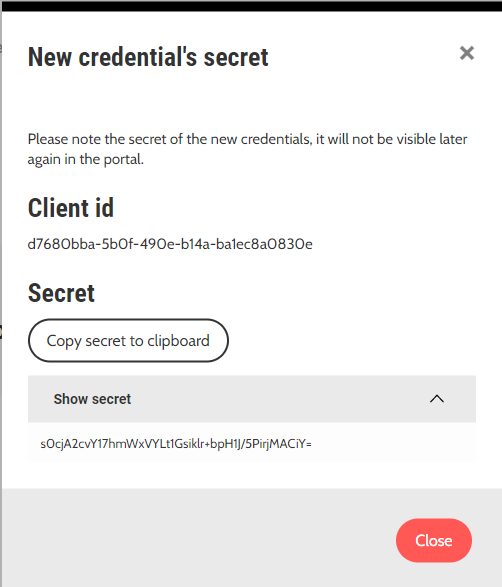 New credential's secret
Please note the secret of the new credentials, it will not be visible later
again in the portal.
Client id
d7680bba-5b0f-490e-b14a-ba1ec8a0830e
Secret
Copy secret to clipboard
Show secret
s0cjA2cvY17hmWxVYLt1Gsiklr+bpH1J/5PirjMACiY=
Close